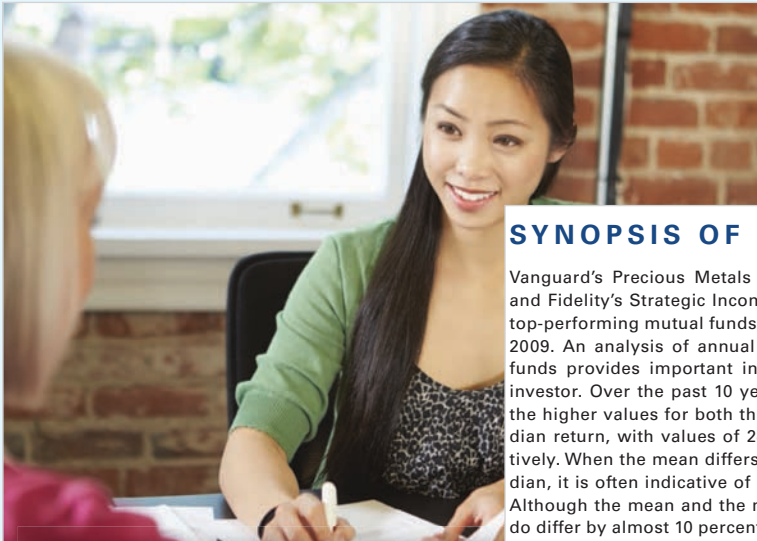 SYNOPSIS OF
Vanguard's Precious Metals
and Fidelity's Strategic Incon
top-performing mutual funds
2009. An analysis of annual
funds provides important in
investor. Over the past 10 ye
the higher values for both th
dian return, with values of 2
tively. When the mean differs
dian, it is often indicative of
Although the mean and the r
do differ by almost 10 percent